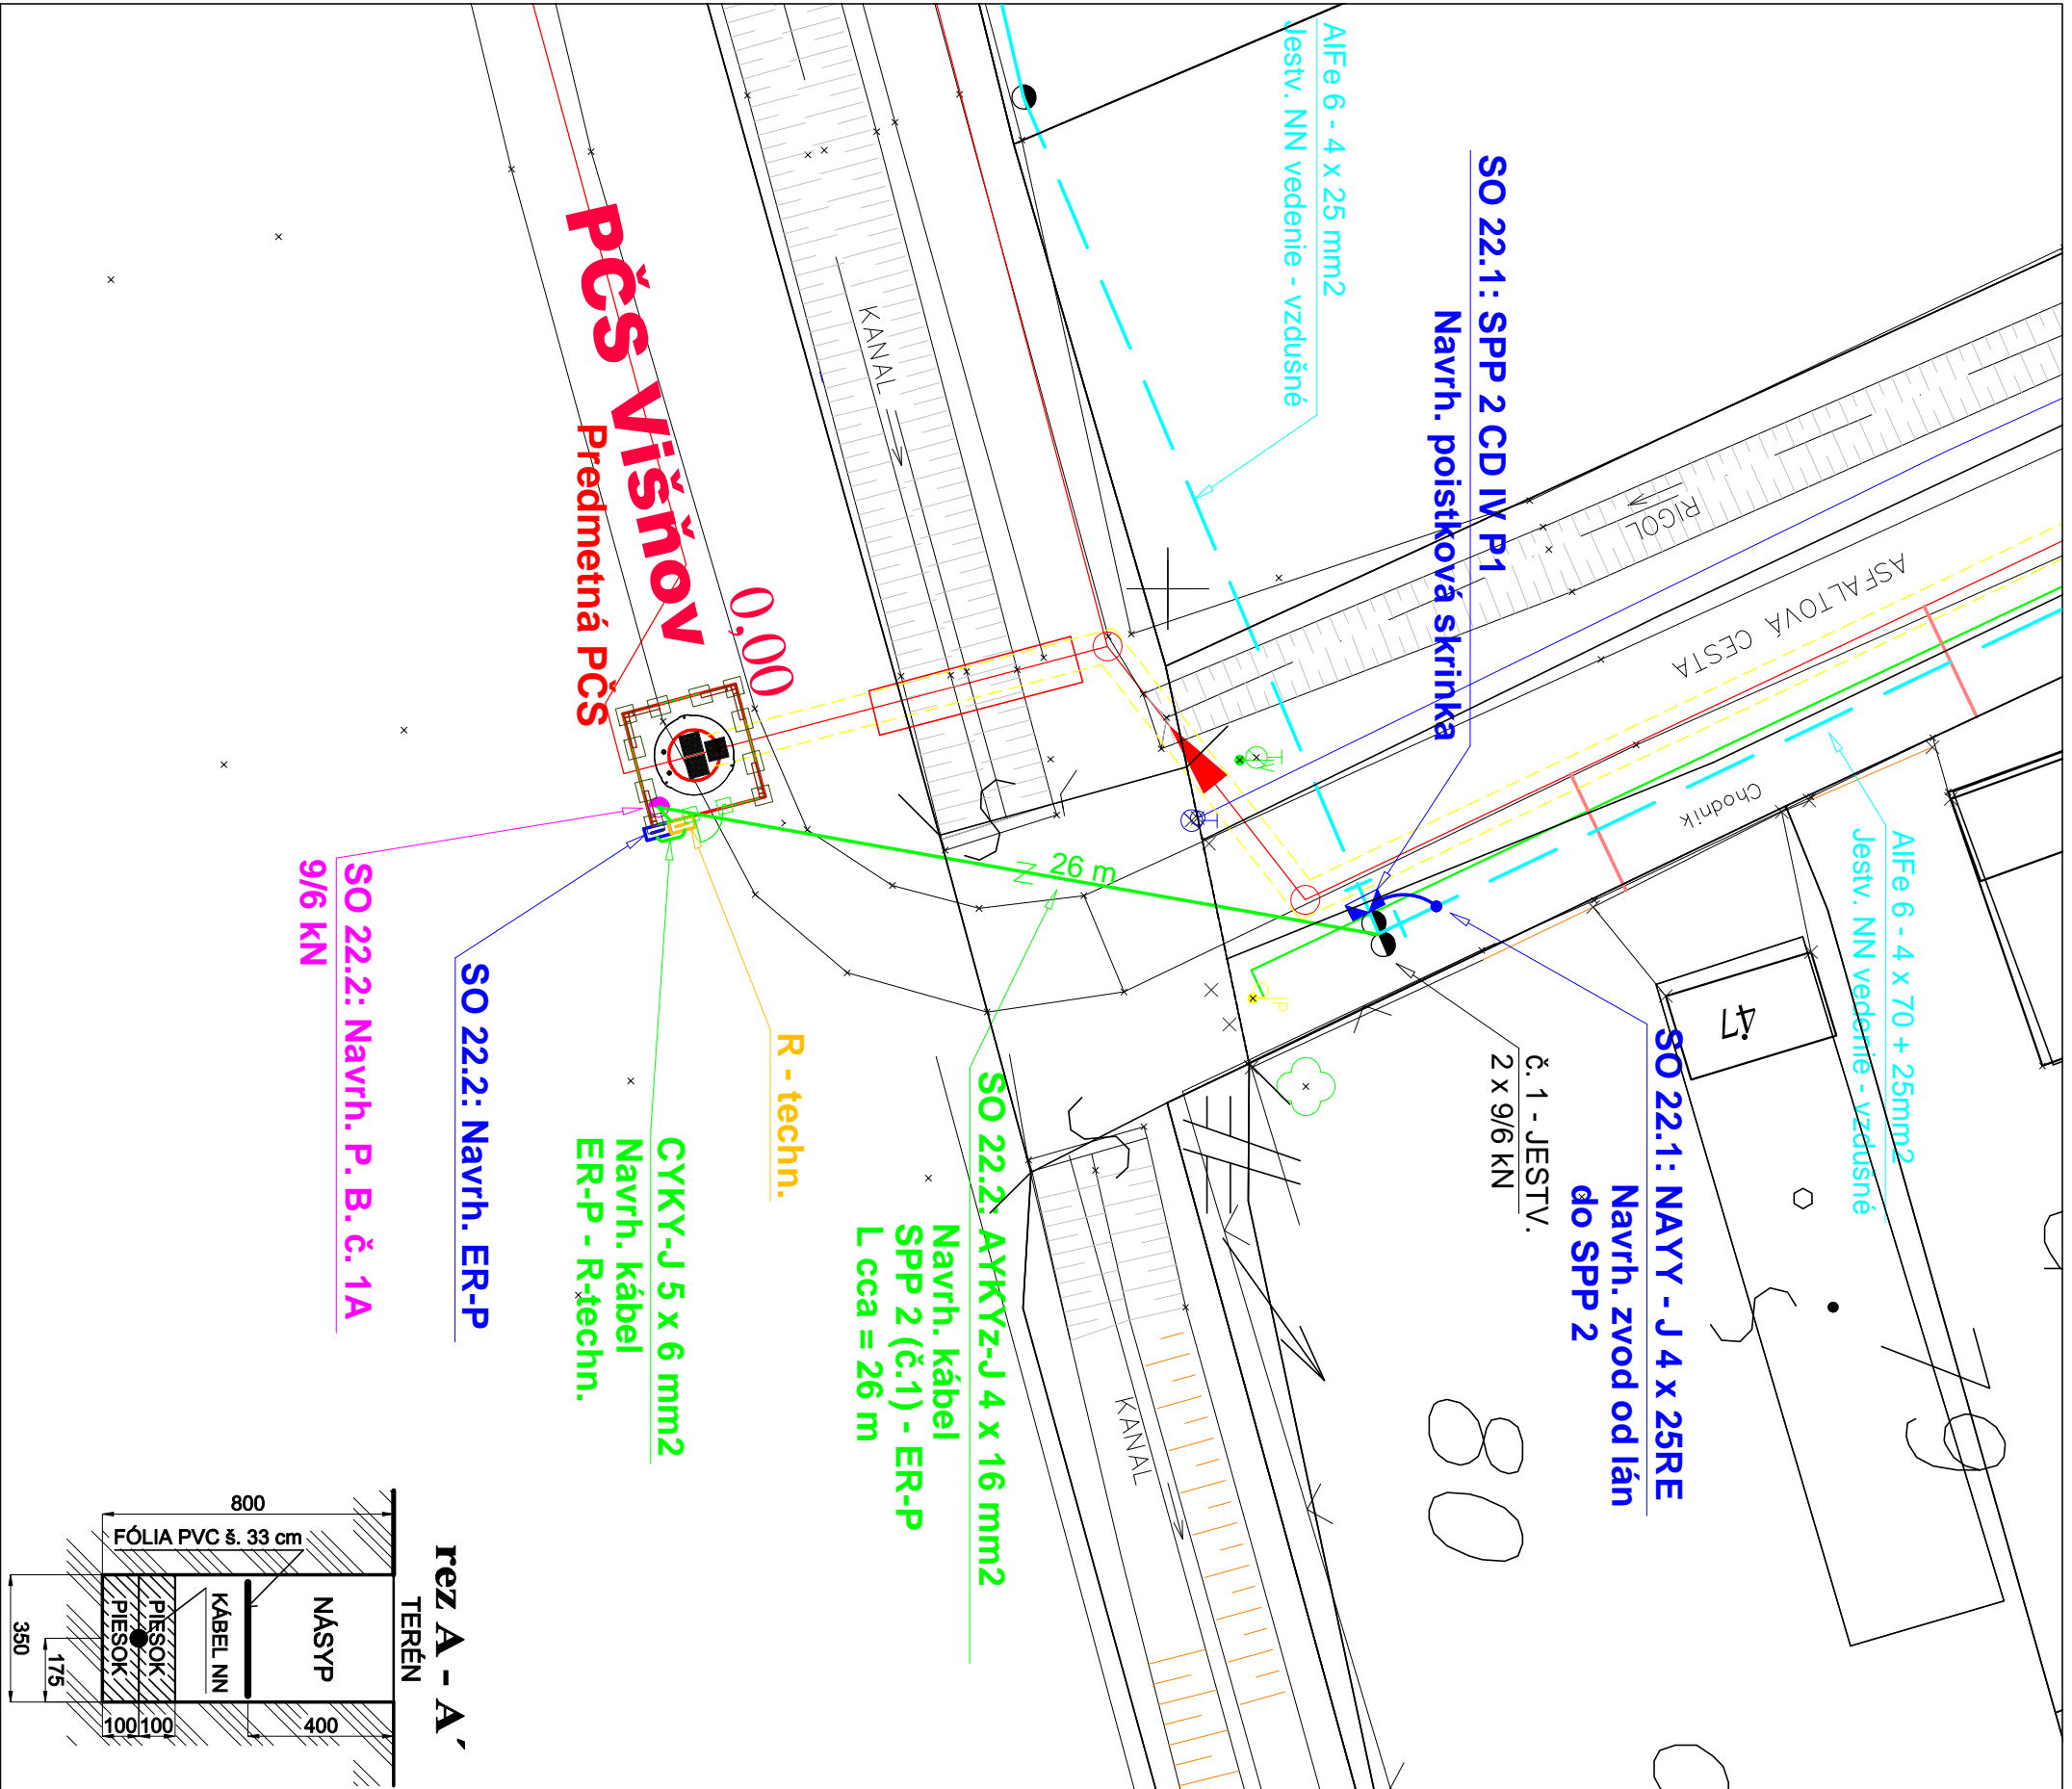 AlFe 6 - 4 x 25 mm2
Jestv. NN vedenie - vzdušné
SO 22.1: SPP 2 CD IV P1
Navrh. poistková skrinka
RIGOL
ASFALTOVÁ CESTA
Chodník
AlFe 6 - 4 x 70 + 25mm2
Jestv. NN vedenie - vzdušné
47
SO 22.1: NAYY - J 4 x 25RE
Navrh. zvod od lán
do SPP 2
č. 1 - JESTV.
2 x 9/6 kN
KANAL
PČS Višňov
Predmetná PČS
0,00
26 m
SO 22.2: AYKYz-J 4 x 16 mm2
Navrh. kábel
SPP 2 (č.1) - ER-P
L cca = 26 m
R - techn.
CYKY-J 5 x 6 mm2
Navrh. kábel
ER-P - R-techn.
SO 22.2: Navrh. ER-P
SO 22.2: Navrh. P. B. č. 1A
9/6 kN
KANAL
rez A - A´
TERÉN
NÁSYP
KÁBEL NN
PIESOK
PIESOK
FÓLIA PVC š. 33 cm
800
400
100
100
175
350